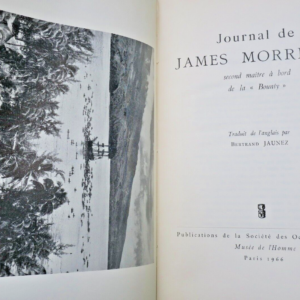 Journal de
JAMES
second maître à bord
de la « Bounty »
Traduit de l'anglais par
BERTRAND JAUNEZ
Publications de la Société des
Musée de l'Homme
Paris 1966